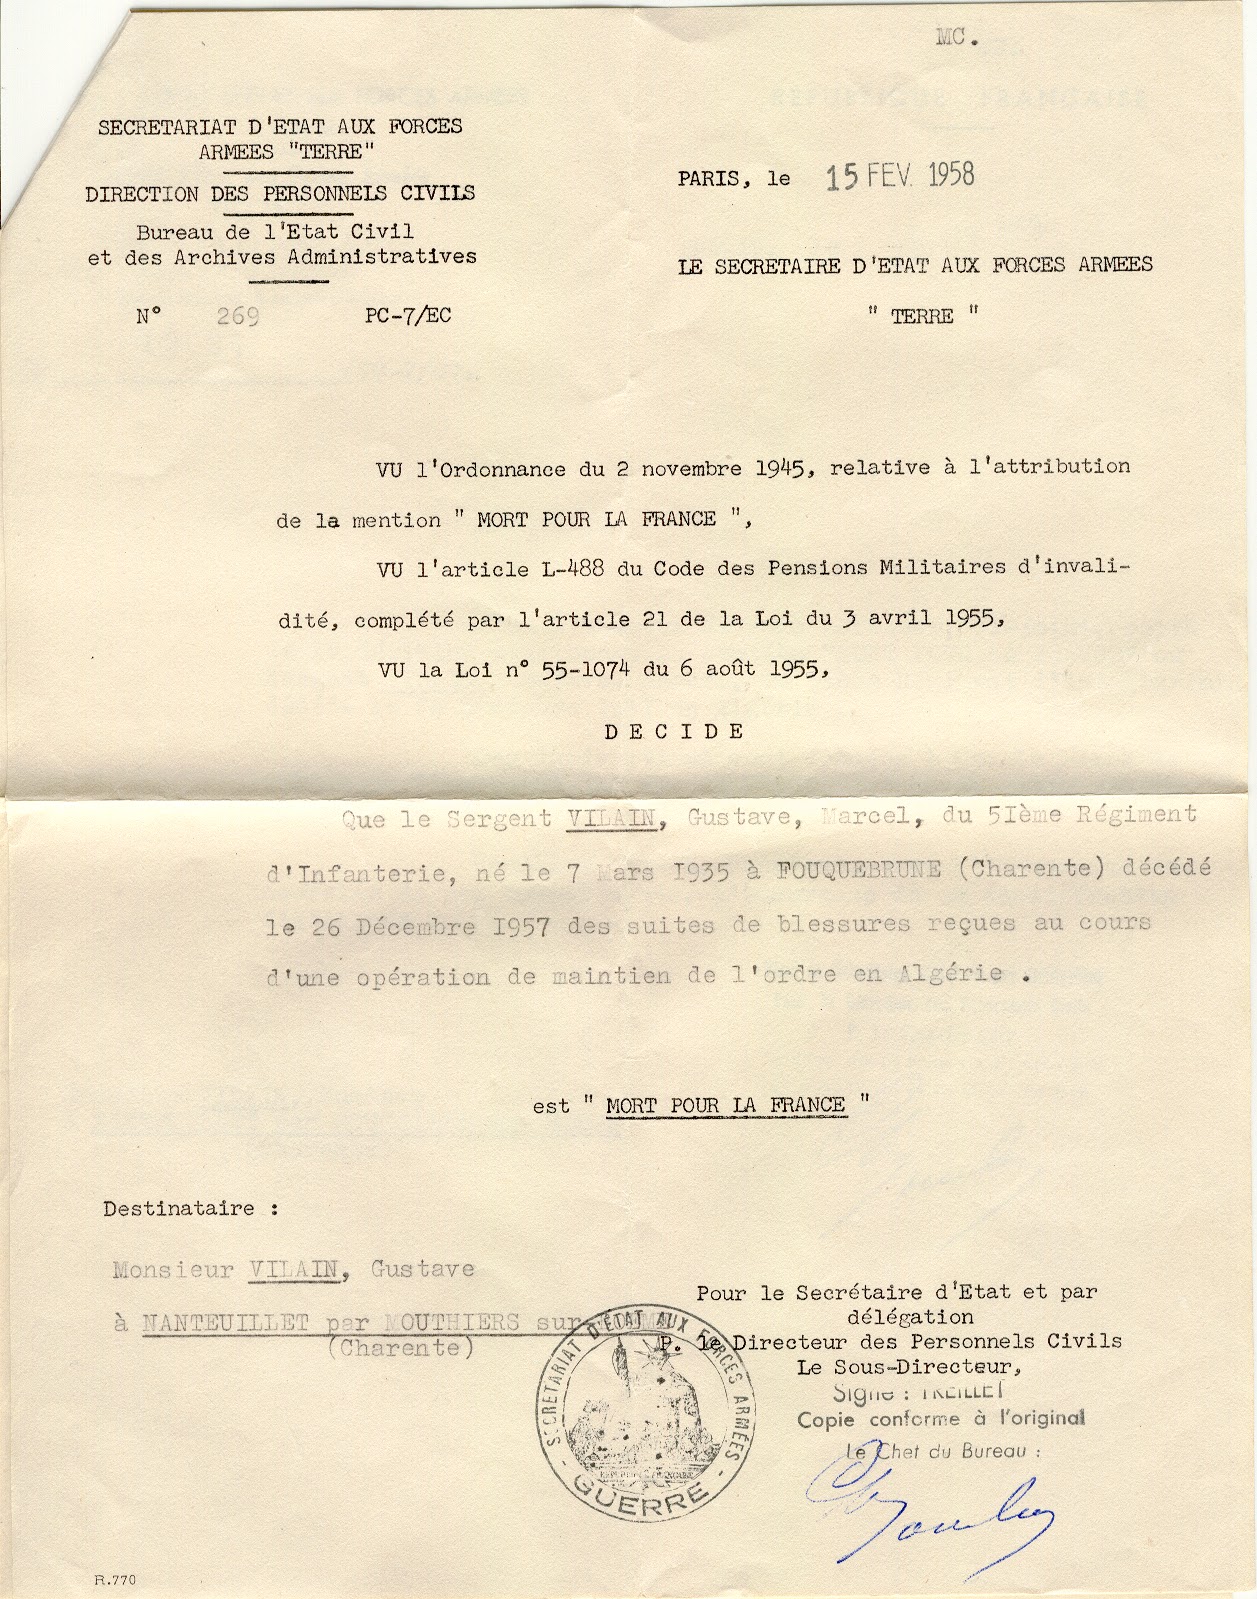 MC.
SECRETARIAT D'ETAT AUX FORCES
ARMEES "TERRE"
DIRECTION DES PERSONNELS CIVILS
Bureau de l'Etat Civil
et des Archives Administratives
N° 269 PC-7/EC
PARIS, le 15 FEV. 1958
LE SECRETAIRE D'ETAT AUX FORCES ARMEES
" TERRE "
VU l'Ordonnance du 2 novembre 1945, relative à l'attribution
de la mention " MORT POUR LA FRANCE ",
VU l'article L-488 du Code des Pensions Militaires d'invali-
dité, complété par l'article 21 de la Loi du 3 avril 1955,
VU la Loi n° 55-1074 du 6 août 1955,
D E C I D E
Que le Sergent VILAIN, Gustave, Marcel, du 5Ième Régiment
d'Infanterie, né le 7 Mars I935 à FOUQUEBRUNE (Charente) décédé
le 26 Décembre I957 des suites de blessures reçues au cours
d'une opération de maintien de l'ordre en Algérie .
est " MORT POUR LA FRANCE "
Destinataire :
Monsieur VILAIN, Gustave
à NANTEUILLET par MOUTHIERS sur
(Charente)
Pour le Secrétaire d'Etat et par
délégation
P. le Directeur des Personnels Civils
Le Sous-Directeur,
Signé : TREILLET
Copie conforme à l'original
Le Chef du Bureau :
SECRETARIAT D'ÉTAT AUX FORCES ARMÉES
- GUERRE -
R.770